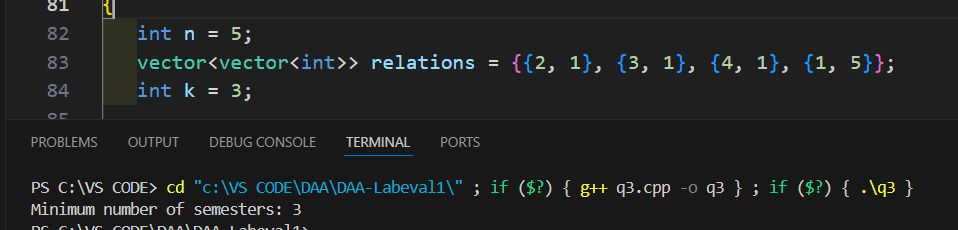 81 {
82 int n = 5;
83 vector<vector<int>> relations = {{2, 1}, {3, 1}, {4, 1}, {1, 5}};
84 int k = 3;
85
PROBLEMS OUTPUT DEBUG CONSOLE TERMINAL PORTS
PS C:\VS CODE> cd "c:\VS CODE\DAA\DAA-Labeval1\" ; if ($?) { g++ q3.cpp -o q3 } ; if ($?) { .\q3 }
Minimum number of semesters: 3
PS C:\VS CODE\DAA\DAA-Labeval1>